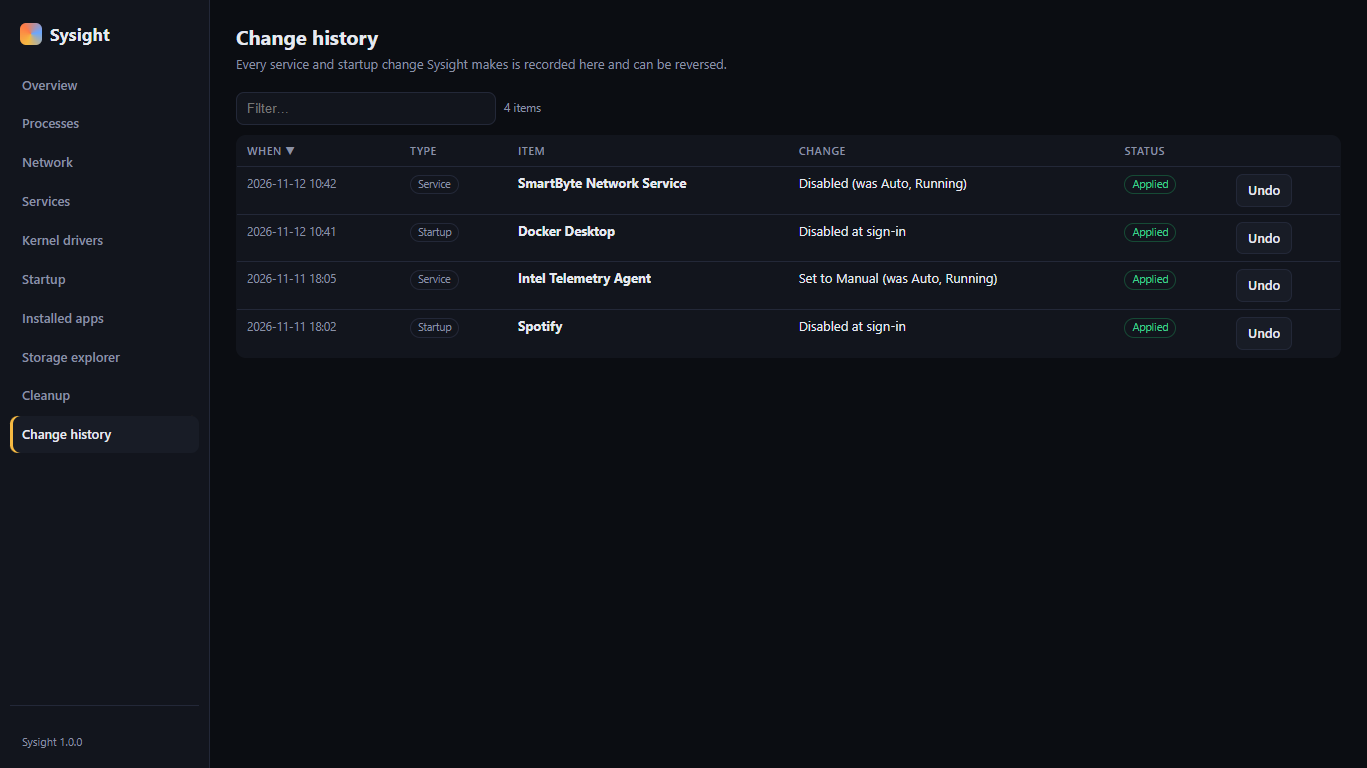 Sysight
Overview
Processes
Network
Services
Kernel drivers
Startup
Installed apps
Storage explorer
Cleanup
Change history
Sysight 1.0.0
Change history
Every service and startup change Sysight makes is recorded here and can be reversed.
Filter... 4 items
WHEN ▼ TYPE ITEM CHANGE STATUS
2026-11-12 10:42 Service SmartByte Network Service Disabled (was Auto, Running) Applied Undo
2026-11-12 10:41 Startup Docker Desktop Disabled at sign-in Applied Undo
2026-11-11 18:05 Service Intel Telemetry Agent Set to Manual (was Auto, Running) Applied Undo
2026-11-11 18:02 Startup Spotify Disabled at sign-in Applied Undo